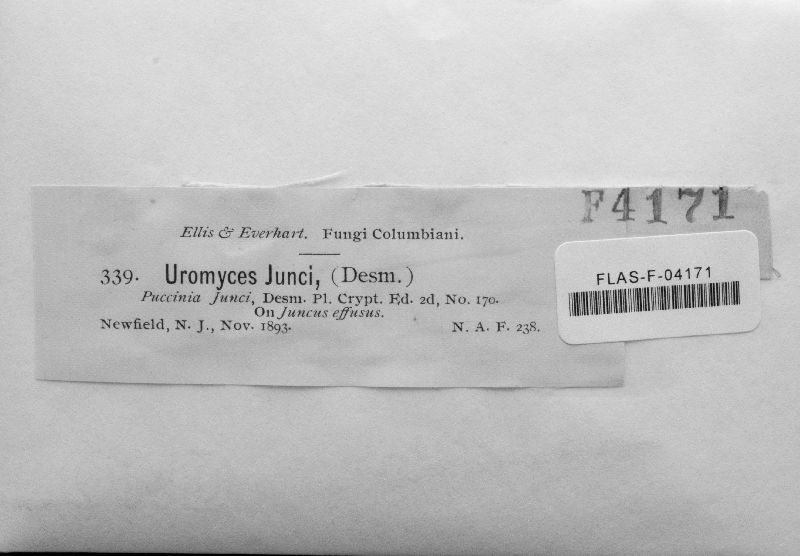 F4171
Ellis & Everhart. Fungi Columbiani.
FLAS-F-04171
339. Uromyces Junci, (Desm.)
Puccinia Junci, Desm. Pl. Crypt. Ed. 2d, No. 170.
On Juncus effusus.
Newfield, N. J., Nov. 1893. N. A. F. 238.